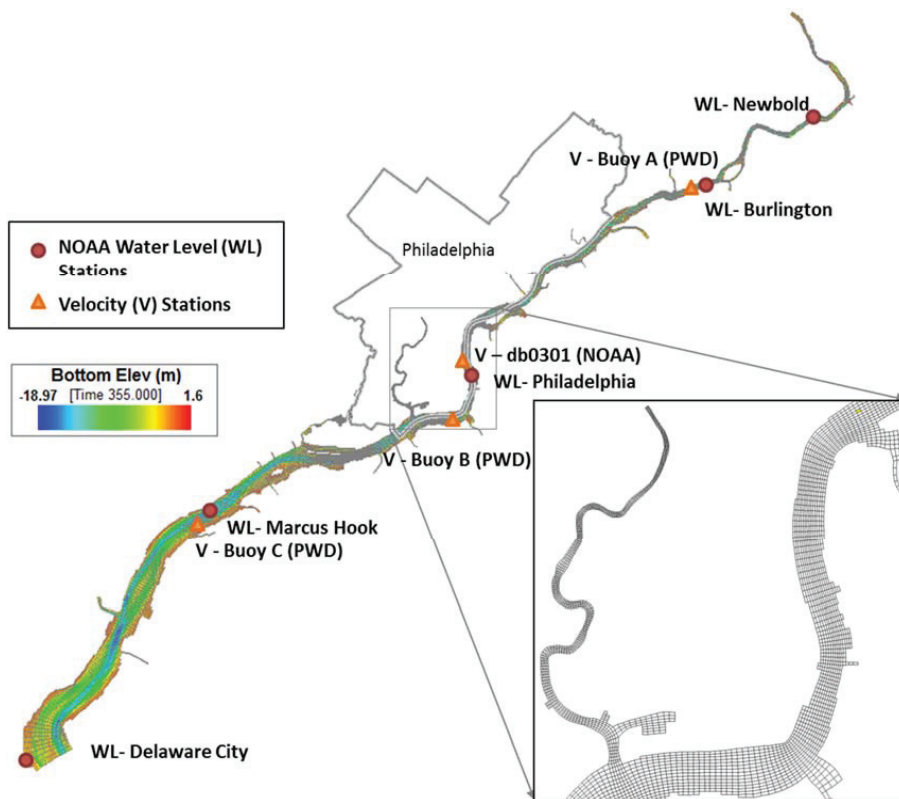 WL- Newbold
V - Buoy A (PWD)
WL- Burlington
NOAA Water Level (WL)
Stations
Velocity (V) Stations
Philadelphia
V – db0301 (NOAA)
WL- Philadelphia
Bottom Elev (m)
-18.97 [Time 355.000] 1.6
V - Buoy B (PWD)
WL- Marcus Hook
V - Buoy C (PWD)
WL- Delaware City